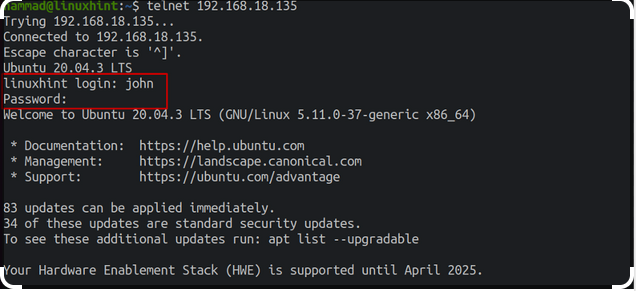 hammad@linuxhint:~$ telnet 192.168.18.135
Trying 192.168.18.135...
Connected to 192.168.18.135.
Escape character is '^]'.
Ubuntu 20.04.3 LTS
linuxhint login: john
Password:
Welcome to Ubuntu 20.04.3 LTS (GNU/Linux 5.11.0-37-generic x86_64)
* Documentation:  https://help.ubuntu.com
* Management:     https://landscape.canonical.com
* Support:        https://ubuntu.com/advantage
83 updates can be applied immediately.
34 of these updates are standard security updates.
To see these additional updates run: apt list --upgradable
Your Hardware Enablement Stack (HWE) is supported until April 2025.